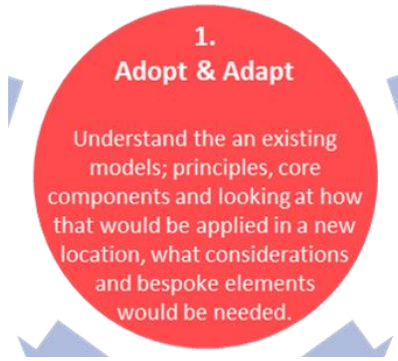 1.
Adopt & Adapt
Understand the an existing
models; principles, core
components and looking at how
that would be applied in a new
location, what considerations
and bespoke elements
would be needed.